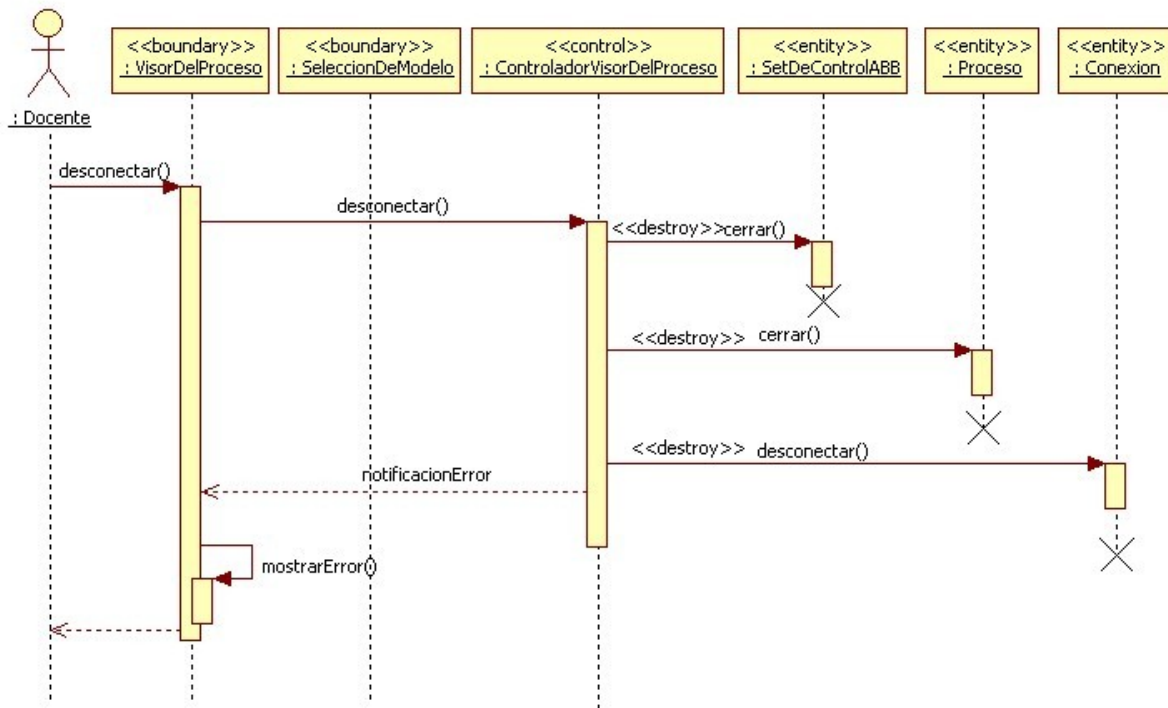 <<boundary>>
: VisorDelProceso
<<boundary>>
: SeleccionDeModelo
<<control>>
: ControladorVisorDelProceso
<<entity>>
: SetDeControlABB
<<entity>>
: Proceso
<<entity>>
: Conexion
: Docente
desconectar()
desconectar()
<<destroy>> cerrar()
<<destroy>> cerrar()
<<destroy>> desconectar()
notificacionError
mostrarError()